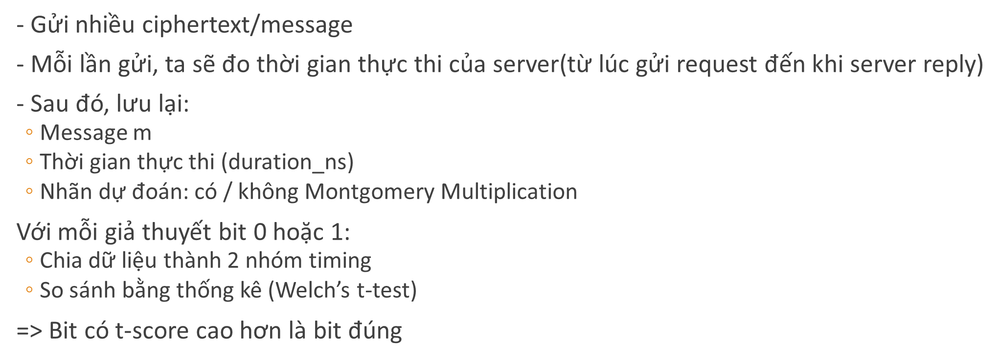 - Gửi nhiều ciphertext/message
- Mỗi lần gửi, ta sẽ đo thời gian thực thi của server(từ lúc gửi request đến khi server reply)
- Sau đó, lưu lại:
◦ Message m
◦ Thời gian thực thi (duration_ns)
◦ Nhãn dự đoán: có / không Montgomery Multiplication
Với mỗi giả thuyết bit 0 hoặc 1:
◦ Chia dữ liệu thành 2 nhóm timing
◦ So sánh bằng thống kê (Welch’s t-test)
=> Bit có t-score cao hơn là bit đúng